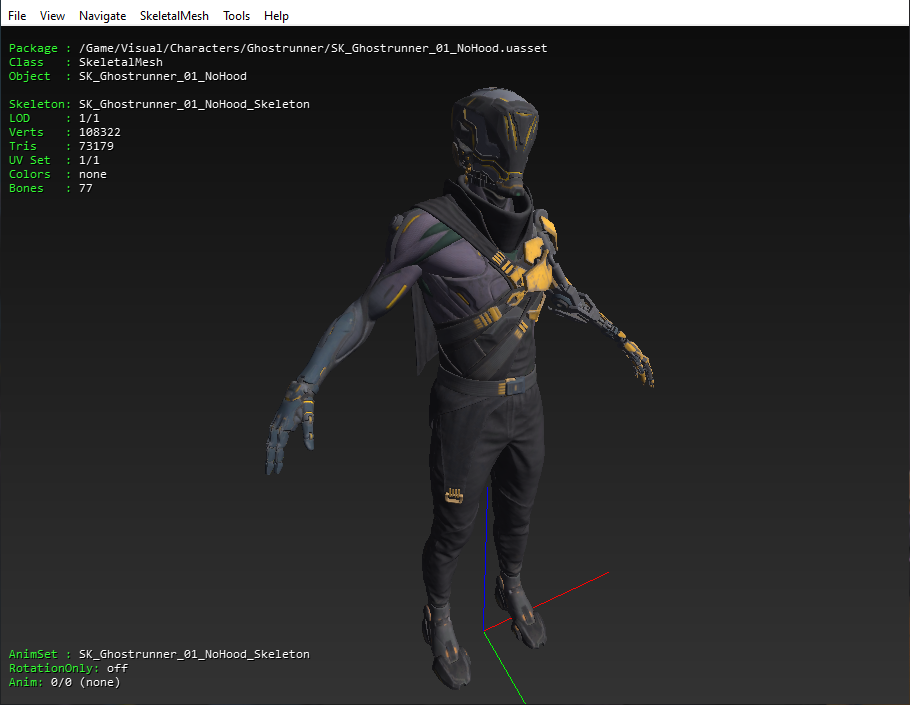 File View Navigate SkeletalMesh Tools Help
Package : /Game/Visual/Characters/Ghostrunner/SK_Ghostrunner_01_NoHood.uasset
Class : SkeletalMesh
Object : SK_Ghostrunner_01_NoHood
Skeleton: SK_Ghostrunner_01_NoHood_Skeleton
LOD : 1/1
Verts : 108322
Tris : 73179
UV Set : 1/1
Colors : none
Bones : 77
AnimSet : SK_Ghostrunner_01_NoHood_Skeleton
RotationOnly: off
Anim: 0/0 (none)